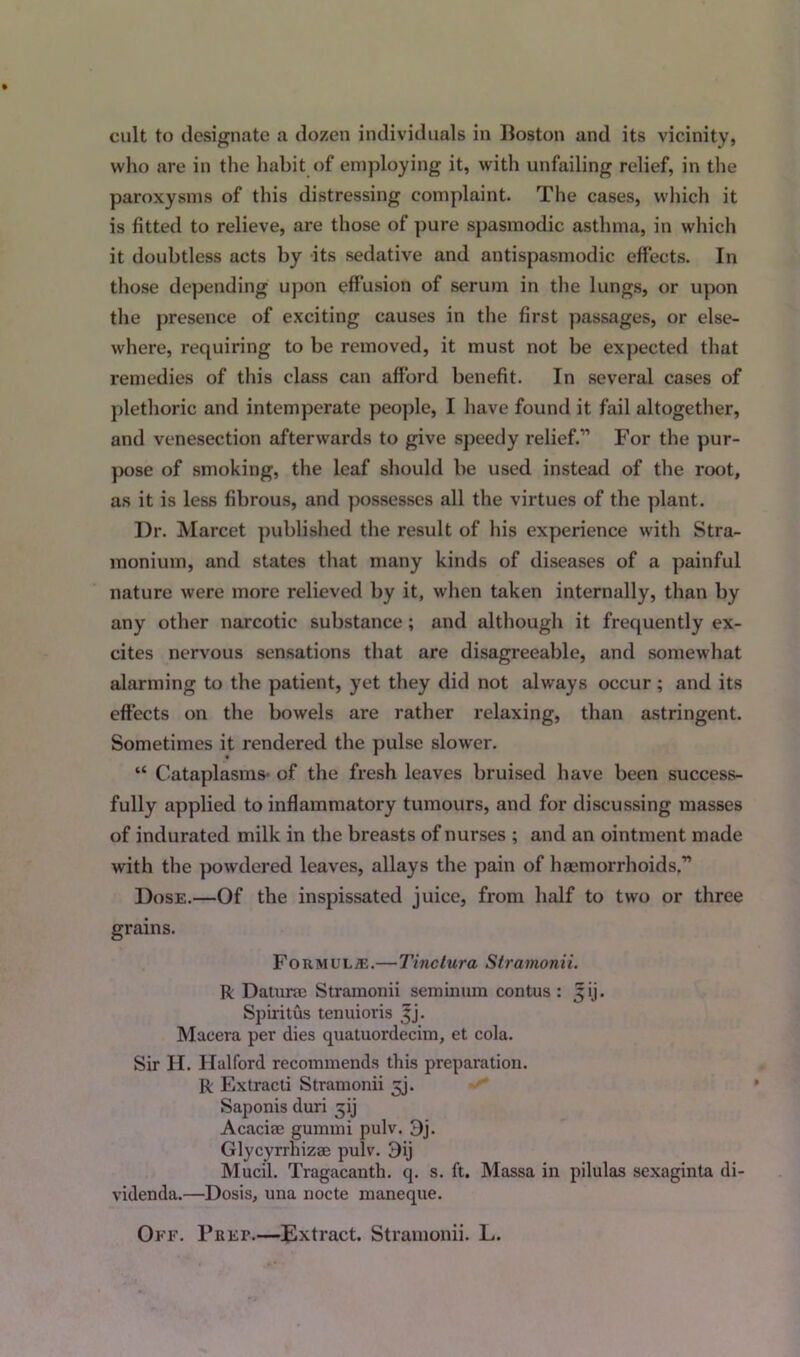 cult to designate a dozen individuals in Boston and its vicinity,
who are in the habit of employing it, with unfailing relief, in the
paroxysms of this distressing complaint. The cases, which it
is fitted to relieve, are those of pure spasmodic asthma, in which
it doubtless acts by its sedative and antispasmodic effects. In
those depending upon effusion of serum in the lungs, or upon
the presence of exciting causes in the first passages, or else-
where, requiring to be removed, it must not be expected that
remedies of this class can afford benefit. In several cases of
plethoric and intemperate people, I have found it fail altogether,
and venesection afterwards to give speedy relief.” For the pur-
pose of smoking, the leaf should be used instead of the root,
as it is less fibrous, and possesses all the virtues of the plant.
Dr. Marcet published the result of his experience with Stra-
monium, and states that many kinds of diseases of a painful
nature were more relieved by it, when taken internally, than by
any other narcotic substance; and although it frequently ex-
cites nervous sensations that are disagreeable, and somewhat
alarming to the patient, yet they did not always occur; and its
effects on the bowels are rather relaxing, than astringent.
Sometimes it rendered the pulse slower.
“ Cataplasms of the fresh leaves bruised have been success-
fully applied to inflammatory tumours, and for discussing masses
of indurated milk in the breasts of nurses ; and an ointment made
with the powdered leaves, allays the pain of hæmorrhoids.”
Dose.—Of the inspissated juice, from half to two or three
grains.
Formulæ.—Tinctura Stramonii.
℞ Daturæ Stramonii seminum contus: ℥ij.
Spiritûs tenuioris ℥j.
Macera per dies quatuordecim, et cola.
Sir H. Halford recommends this preparation.
℞ Extracti Stramonii ʒj.
Saponis duri ʒij
Acaciæ gummi pulv. ℈j.
Glycyrrhizæ pulv. ℈ij
Mucil. Tragacanth. q. s. ft. Massa in pilulas sexaginta di-
videnda.—Dosis, una nocte maneque.
Off. Prep.—Extract. Stramonii. L.